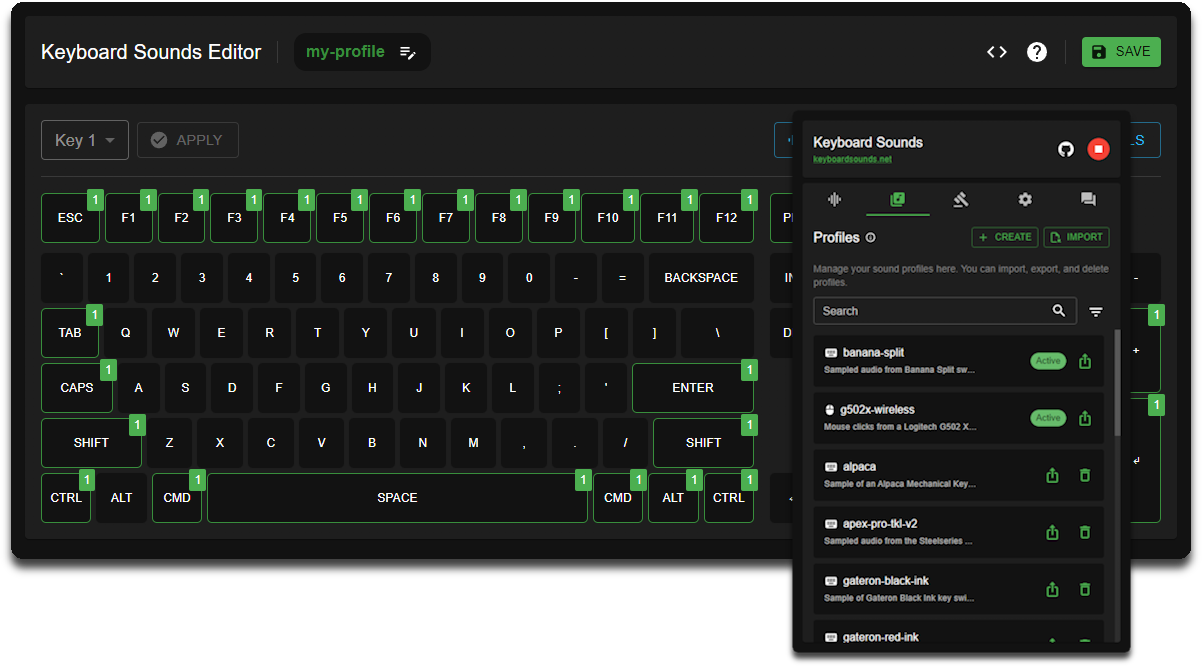 Keyboard Sounds Editor
my-profile
SAVE
Key 1
APPLY
LS
ESC 1 F1 1 F2 1 F3 1 F4 1 F5 1 F6 1 F7 1 F8 1 F9 1 F10 1 F11 1 F12 1
` 1 2 3 4 5 6 7 8 9 0 - = BACKSPACE IN -
TAB 1 Q W E R T Y U I O P [ ] \ D + 1
CAPS 1 A S D F G H J K L ; ' ENTER 1
SHIFT 1 Z X C V B N M , . / SHIFT 1 ↵ 1
CTRL 1 ALT CMD 1 SPACE 1 CMD 1 ALT 1 CTRL 1
Keyboard Sounds
keyboardsounds.net
Profiles
+ CREATE
IMPORT
Manage your sound profiles here. You can import, export, and delete
profiles.
Search
banana-split
Sampled audio from Banana Split sw...
Active
g502x-wireless
Mouse clicks from a Logitech G502 X...
Active
alpaca
Sample of an Alpaca Mechanical Key...
apex-pro-tkl-v2
Sampled audio from the Steelseries ...
gateron-black-ink
Sample of Gateron Black Ink key swi...
gateron-red-ink